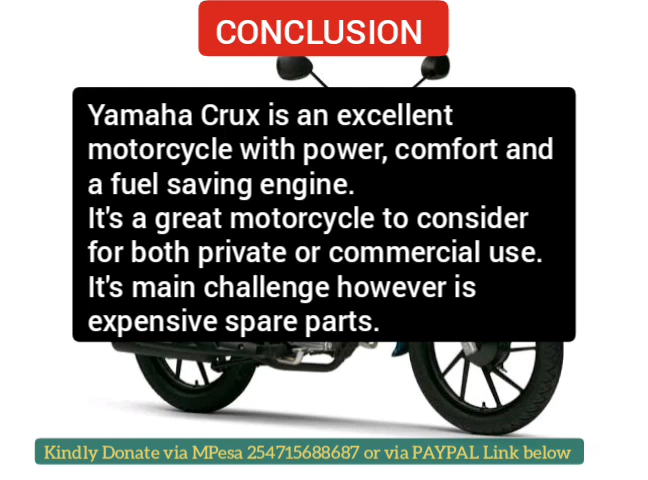 CONCLUSION
Yamaha Crux is an excellent
motorcycle with power, comfort and
a fuel saving engine.
It's a great motorcycle to consider
for both private or commercial use.
It's main challenge however is
expensive spare parts.
Kindly Donate via MPesa 254715688687 or via PAYPAL Link below